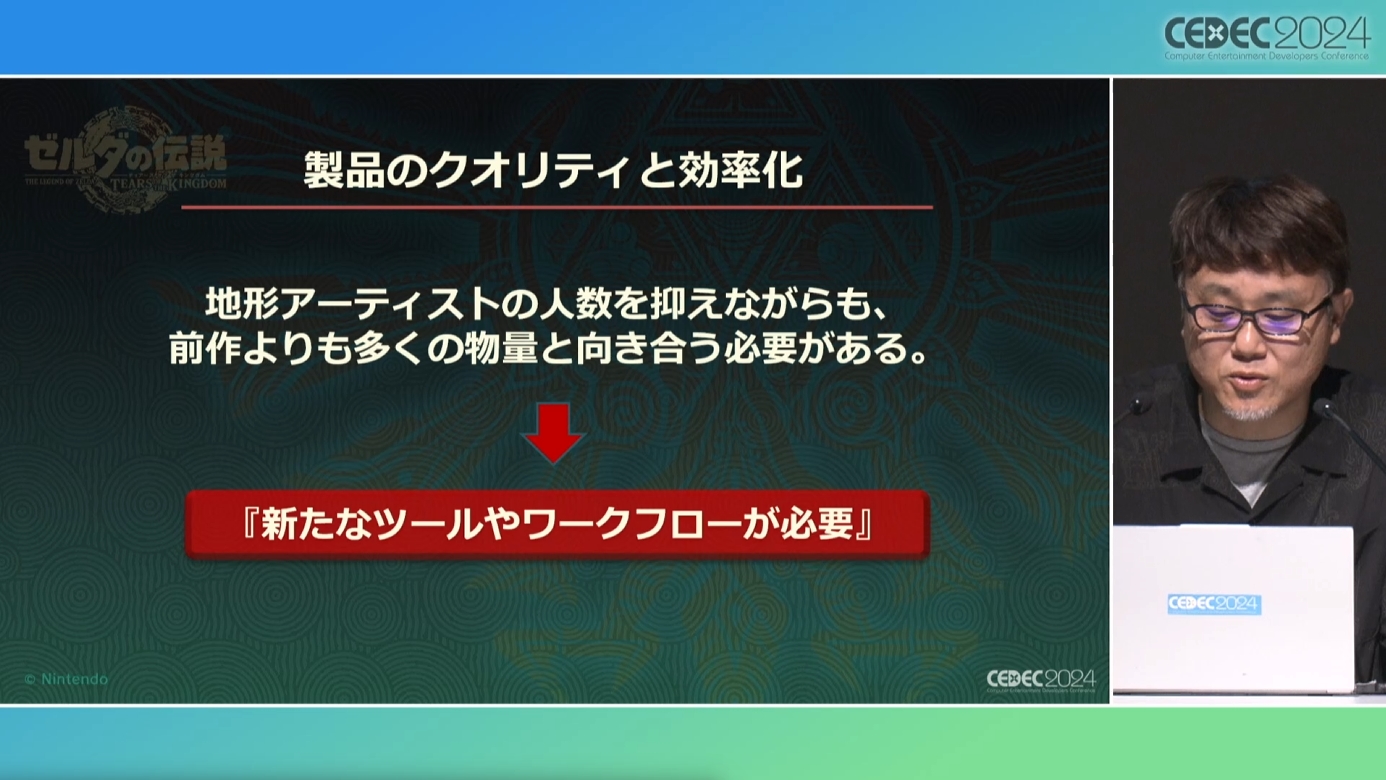 CEDEC2024
Computer Entertainment Developers Conference
ゼルダの伝説
TEARS OF THE KINGDOM
製品のクオリティと効率化
地形アーティストの人数を抑えながらも、
前作よりも多くの物量と向き合う必要がある。
『新たなツールやワークフローが必要』
© Nintendo
CEDEC2024
Computer Entertainment Developers Conference
CEDEC2024